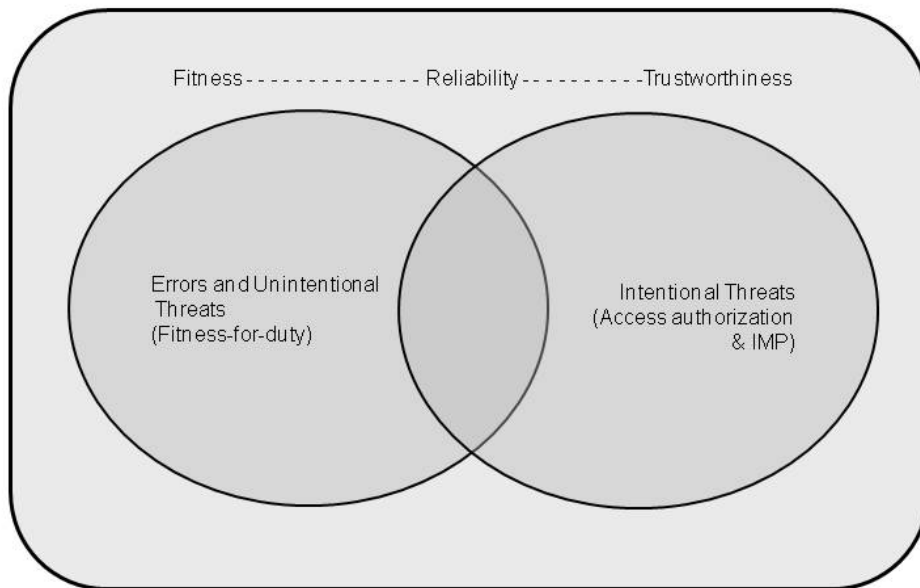 Fitness- - - - - - - - - - - - - -Reliability- - - - - - - - - -Trustworthiness
Errors and Unintentional
Threats
(Fitness-for-duty)
Intentional Threats
(Access authorization
& IMP)